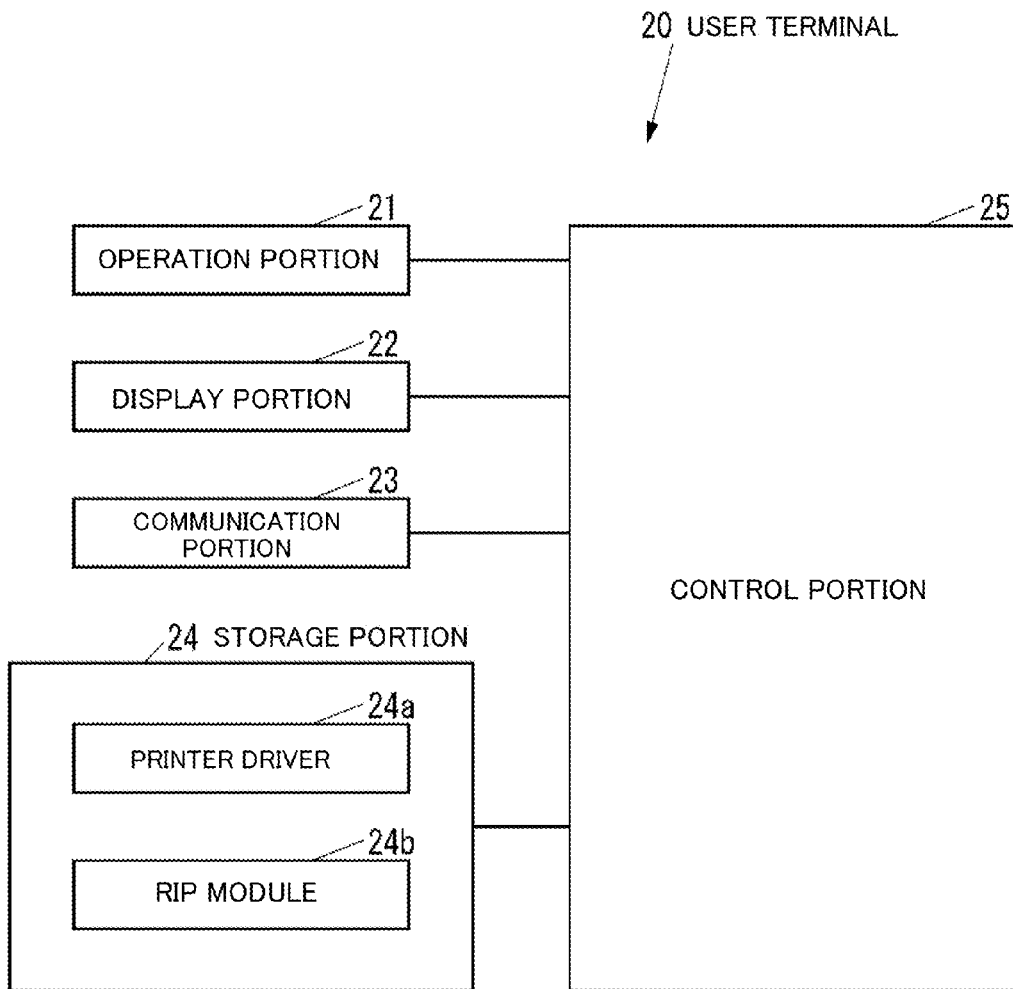 20 USER TERMINAL
21
25
OPERATION PORTION
22
DISPLAY PORTION
23
COMMUNICATION
PORTION
CONTROL PORTION
24 STORAGE PORTION
24a
PRINTER DRIVER
24b
RIP MODULE